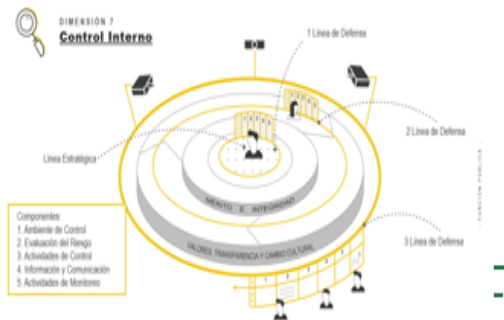 DIMENSIÓN 7
Control Interno
1 Línea de Defensa
2 Línea de Defensa
Línea Estratégica
MÉRITO E INTEGRIDAD
VALORES, TRANSPARENCIA Y CAMBIO CULTURAL
3 Línea de Defensa
Componentes
1. Ambiente de Control
2. Evaluación del Riesgo
3. Actividades de Control
4. Información y Comunicación
5. Actividades de Monitoreo
FUNCIÓN PÚBLICA